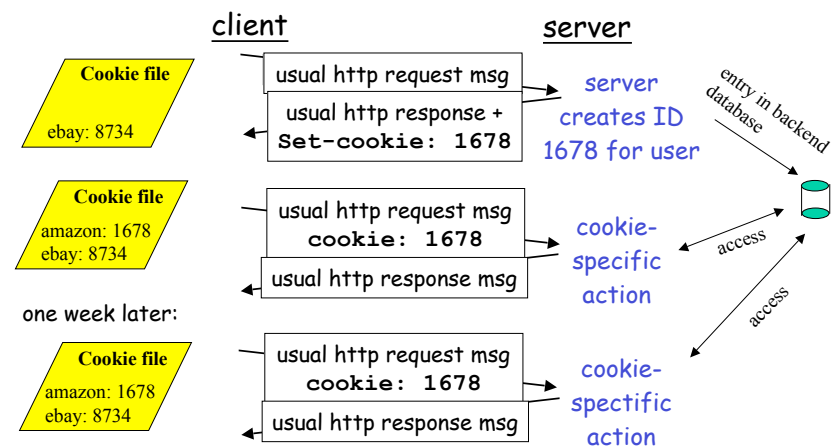 client
server
Cookie file
ebay: 8734
usual http request msg
usual http response +
Set-cookie: 1678
server
creates ID
1678 for user
entry in backend
database
Cookie file
amazon: 1678
ebay: 8734
usual http request msg
cookie: 1678
usual http response msg
cookie-
specific
action
access
access
one week later:
Cookie file
amazon: 1678
ebay: 8734
usual http request msg
cookie: 1678
usual http response msg
cookie-
spectific
action